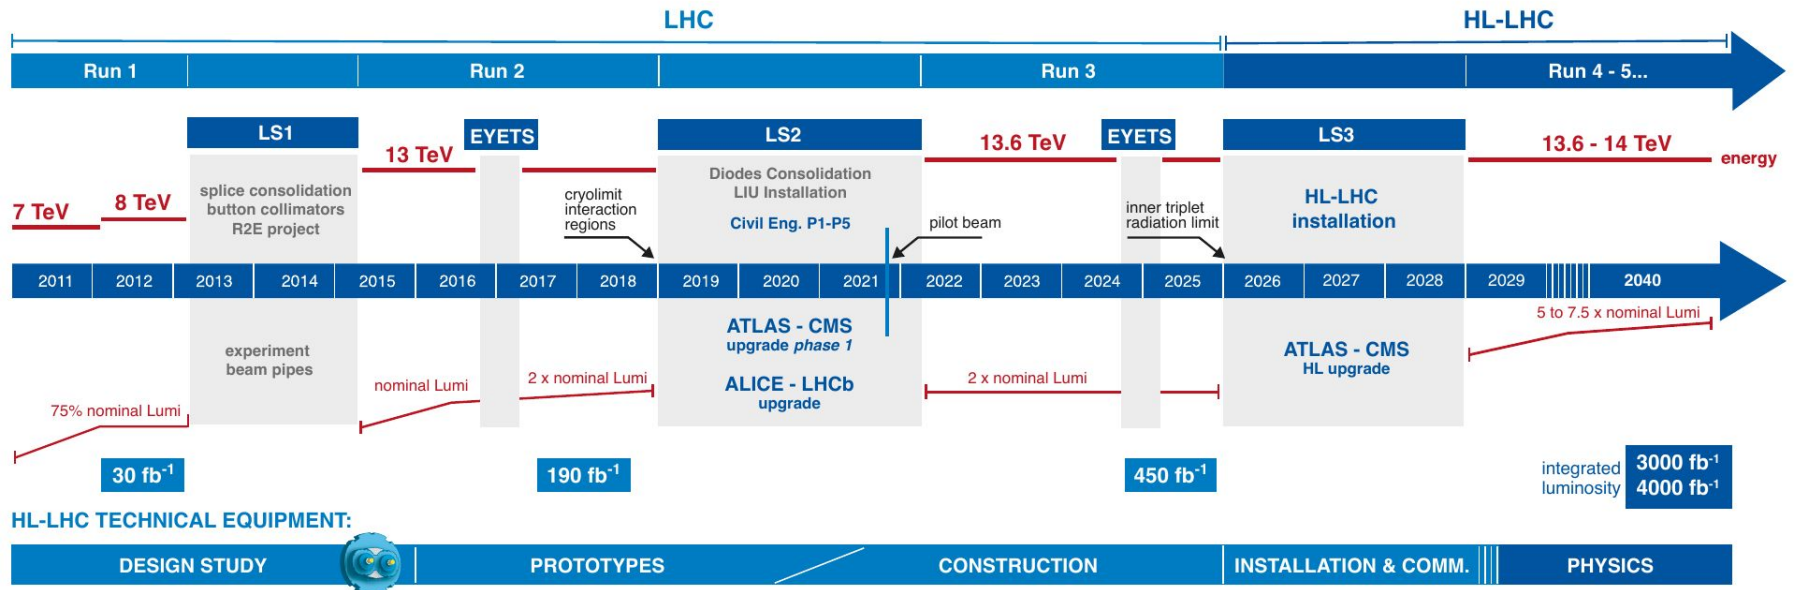 LHC
HL-LHC
Run 1
Run 2
Run 3
Run 4 - 5...
LS1
EYETS
LS2
EYETS
LS3
7 TeV
8 TeV
13 TeV
13.6 TeV
13.6 - 14 TeV
energy
splice consolidation
button collimators
R2E project
cryolimit
interaction
regions
Diodes Consolidation
LIU Installation
Civil Eng. P1-P5
pilot beam
inner triplet
radiation limit
HL-LHC
installation
2011
2012
2013
2014
2015
2016
2017
2018
2019
2020
2021
2022
2023
2024
2025
2026
2027
2028
2029
2040
experiment
beam pipes
75% nominal Lumi
nominal Lumi
2 x nominal Lumi
ATLAS - CMS
upgrade phase 1
ALICE - LHCb
upgrade
2 x nominal Lumi
ATLAS - CMS
HL upgrade
5 to 7.5 x nominal Lumi
30 fb⁻¹
190 fb⁻¹
450 fb⁻¹
integrated
luminosity
3000 fb⁻¹
4000 fb⁻¹
HL-LHC TECHNICAL EQUIPMENT:
DESIGN STUDY
PROTOTYPES
CONSTRUCTION
INSTALLATION & COMM.
PHYSICS